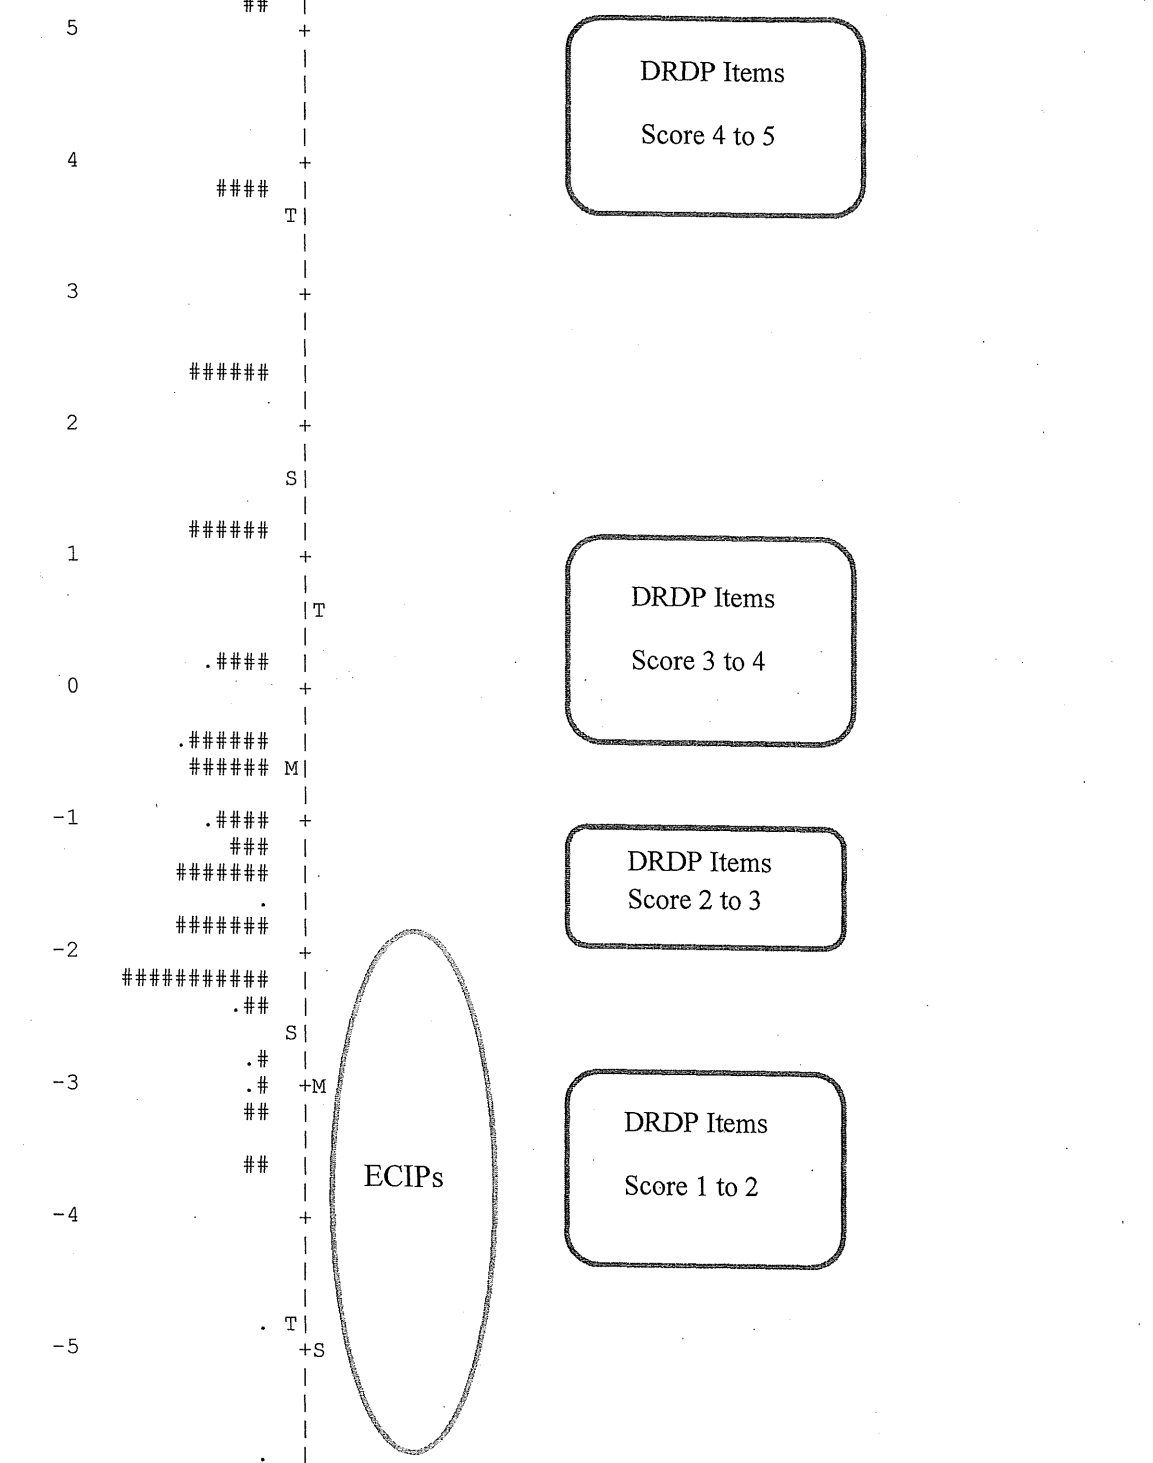 ##
5 +
DRDP Items
Score 4 to 5
4 +
####
T
3 +
######
2 +
S
######
1 +
DRDP Items
T
Score 3 to 4
.####
0 +
.######
###### M
-1 .#### +
###
DRDP Items
#######
Score 2 to 3
.
#######
-2 +
###########
.##
S
.#
-3 .# +M
##
DRDP Items
##
ECIPs
Score 1 to 2
-4 +
. T
-5 +S
.